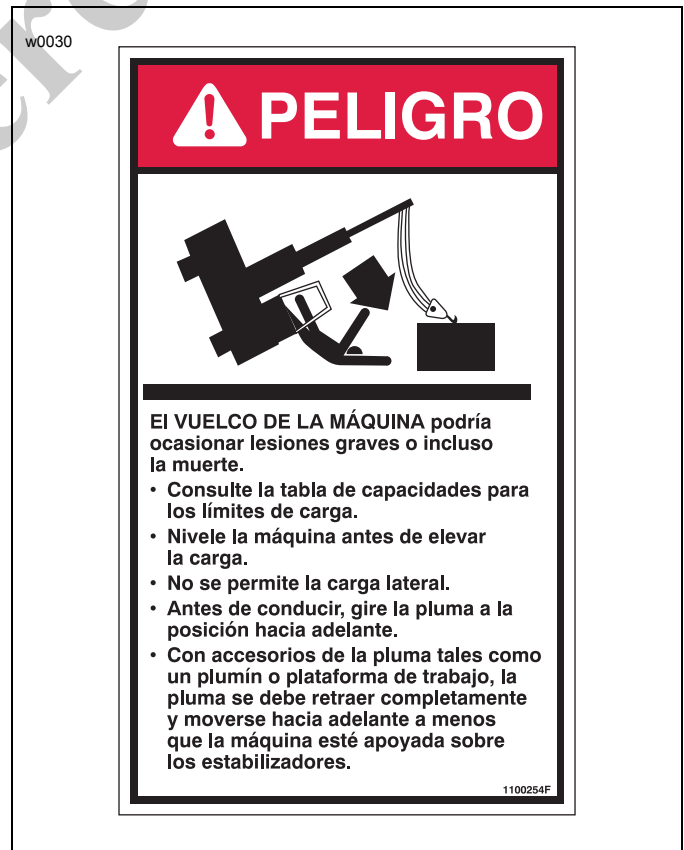 w0030
PELIGRO
El VUELCO DE LA MÁQUINA podría
ocasionar lesiones graves o incluso
la muerte.
• Consulte la tabla de capacidades para
los límites de carga.
• Nivele la máquina antes de elevar
la carga.
• No se permite la carga lateral.
• Antes de conducir, gire la pluma a la
posición hacia adelante.
• Con accesorios de la pluma tales como
un plumín o plataforma de trabajo, la
pluma se debe retraer completamente
y moverse hacia adelante a menos
que la máquina esté apoyada sobre
los estabilizadores.
1100254F